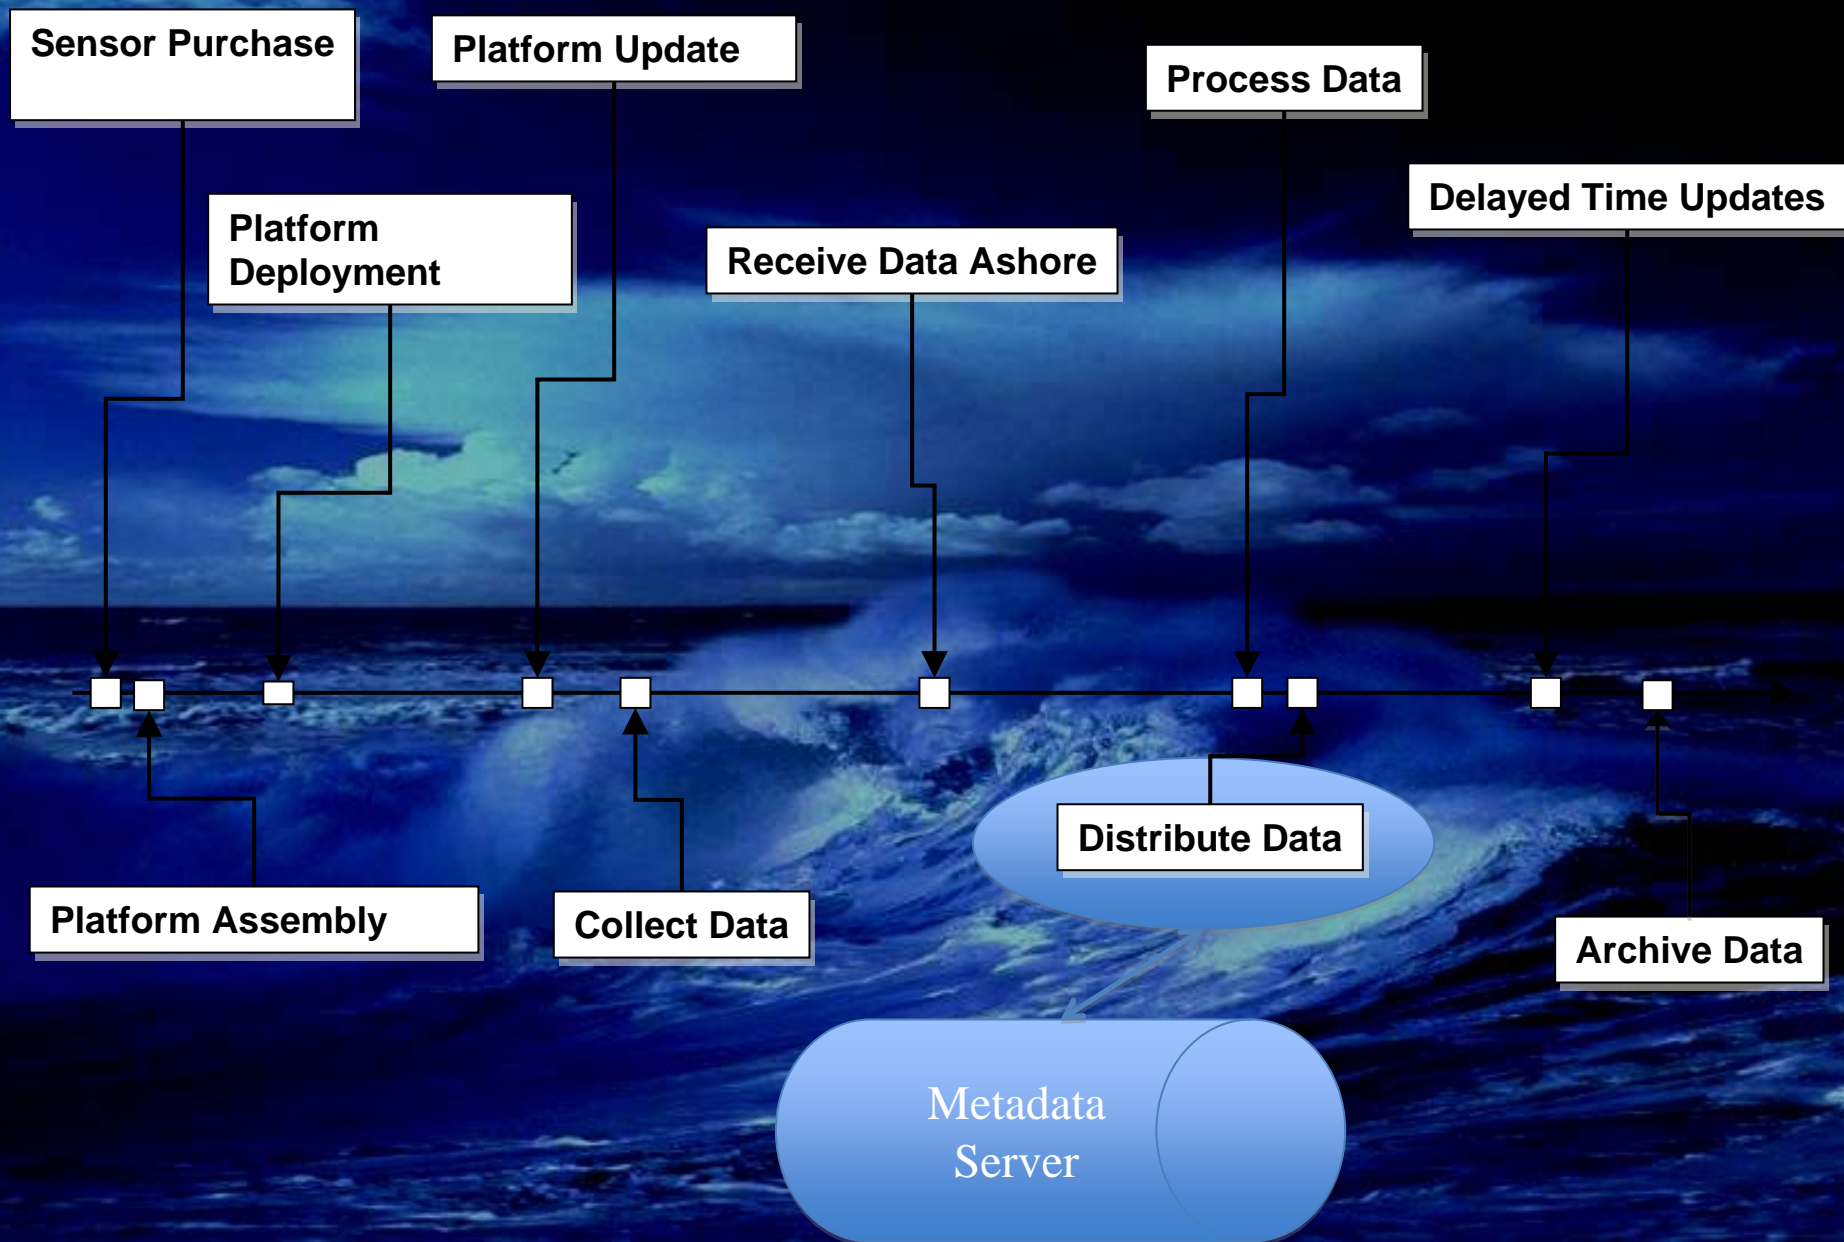 Sensor Purchase
Platform Update
Process Data
Delayed Time Updates
Platform
Deployment
Receive Data Ashore
Distribute Data
Platform Assembly
Collect Data
Archive Data
Metadata
Server